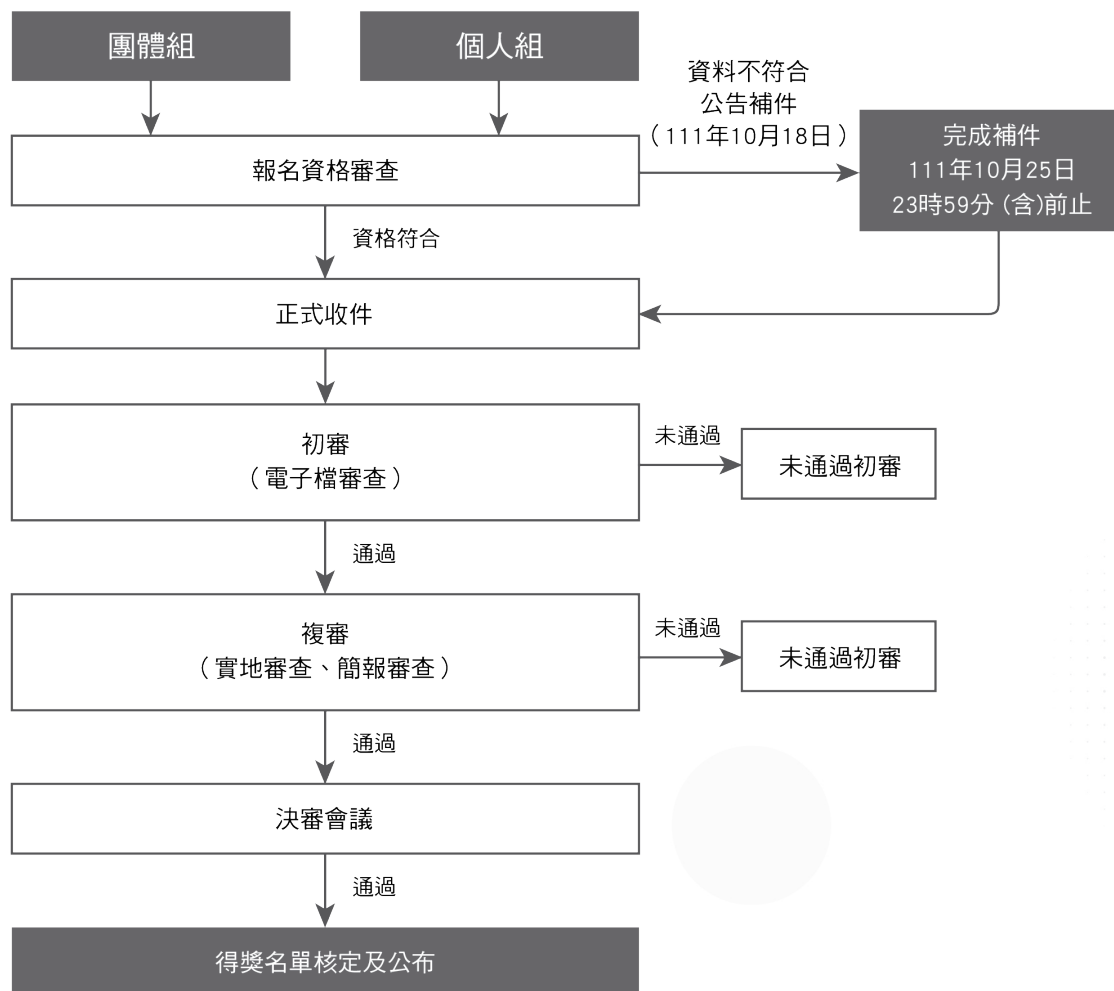 團體組
個人組
資料不符合
公告補件
（111年10月18日）
完成補件
111年10月25日
23時59分 (含)前止
報名資格審查
資格符合
正式收件
初審
（電子檔審查）
未通過
未通過初審
通過
複審
（實地審查、簡報審查）
未通過
未通過初審
通過
決審會議
通過
得獎名單核定及公布